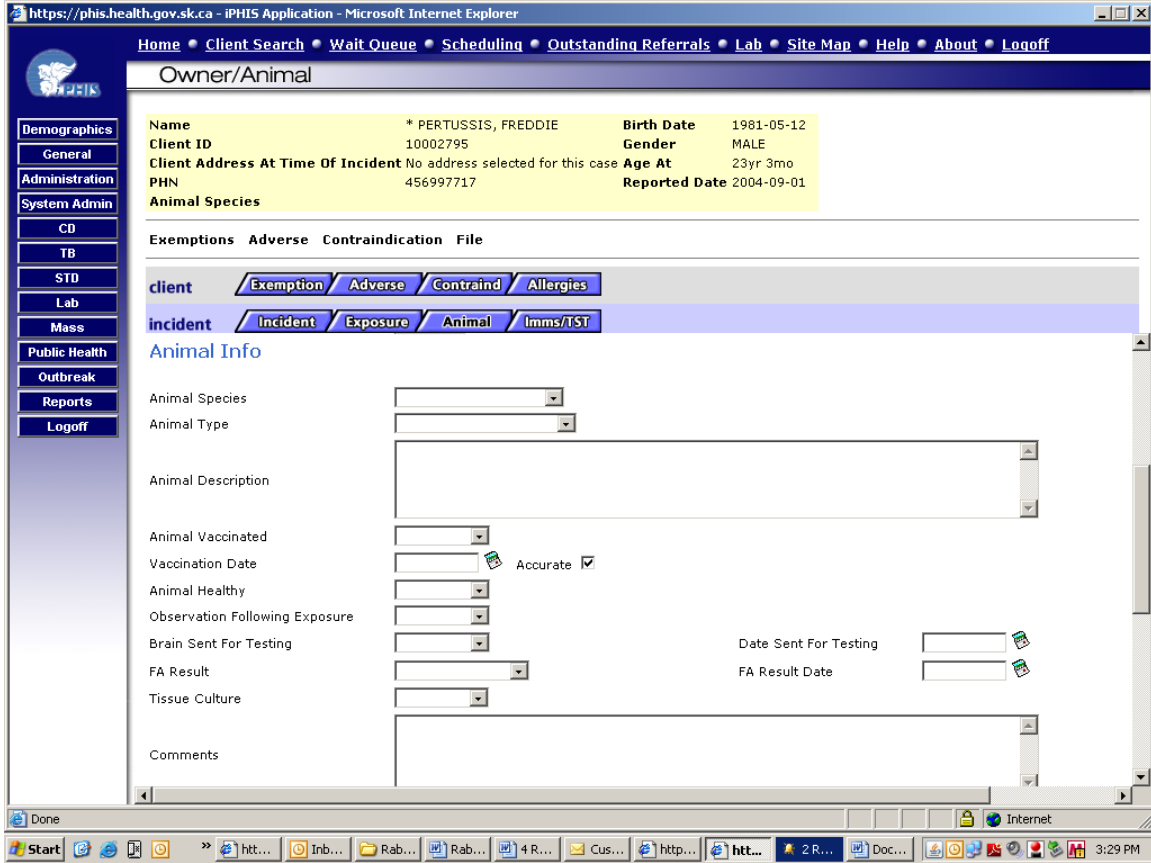 https://phis.health.gov.sk.ca - iPHIS Application - Microsoft Internet Explorer
Home Client Search Wait Queue Scheduling Outstanding Referrals Lab Site Map Help About Logoff
iPHIS
Owner/Animal
Demographics
General
Administration
System Admin
CD
TB
STD
Lab
Mass
Public Health
Outbreak
Reports
Logoff
Name * PERTUSSIS, FREDDIE Birth Date 1981-05-12
Client ID 10002795 Gender MALE
Client Address At Time Of Incident No address selected for this case Age At 23yr 3mo
PHN 456997717 Reported Date 2004-09-01
Animal Species
Exemptions Adverse Contraindication File
client Exemption Adverse Contraind Allergies
incident Incident Exposure Animal Imms/TST
Animal Info
Animal Species
Animal Type
Animal Description
Animal Vaccinated
Vaccination Date Accurate
Animal Healthy
Observation Following Exposure
Brain Sent For Testing Date Sent For Testing
FA Result FA Result Date
Tissue Culture
Comments
Done Internet
Start » htt... Inb... Rab... Rab... 4 R... Cus... http... htt... 2 R... Doc... 3:29 PM